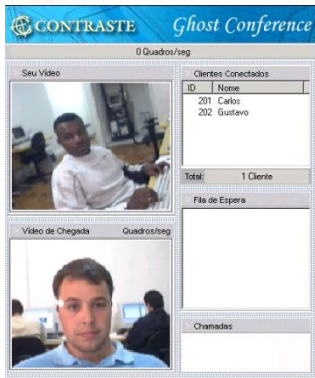 CONTRASTE Ghost Conference
0 Quadros/seg
Seu Vídeo
Clientes Conectados
ID Nome
201 Carlos
202 Gustavo
Total: 1 Cliente
Fila de Espera
Vídeo de Chegada Quadros/seg
Chamadas